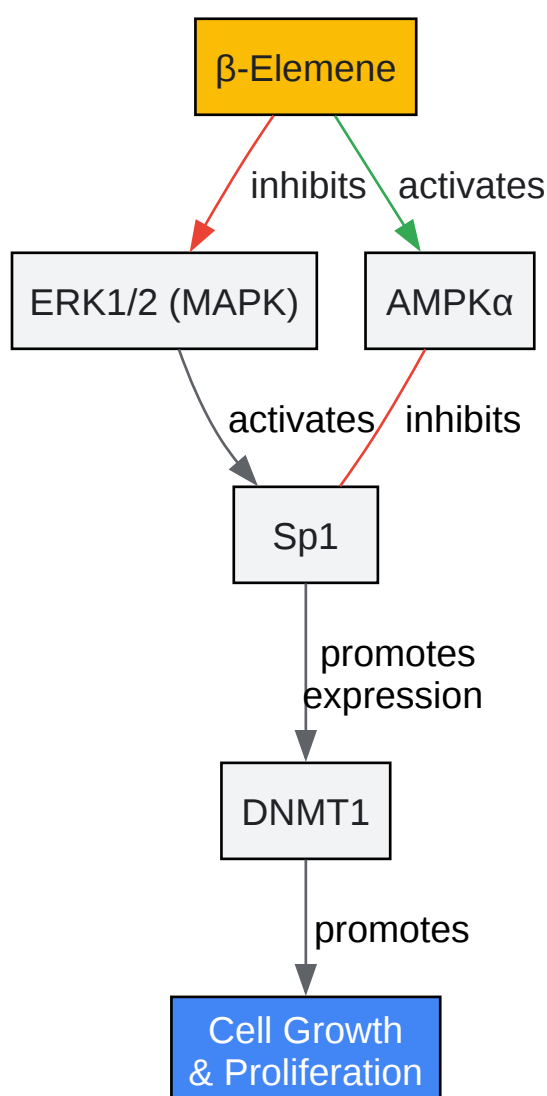 β-Elemene
inhibits
activates
ERK1/2 (MAPK)
AMPKα
activates
inhibits
Sp1
promotes
expression
DNMT1
promotes
Cell Growth
& Proliferation